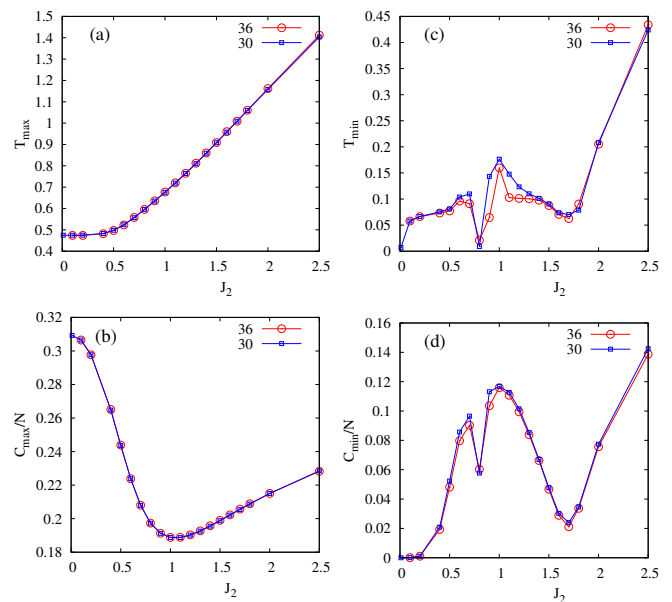 (a)
36
30
1.5
1.4
1.3
1.2
1.1
1
0.9
0.8
0.7
0.6
0.5
0.4
T_max
0 0.5 1 1.5 2 2.5
J_2
(c)
36
30
0.45
0.4
0.35
0.3
0.25
0.2
0.15
0.1
0.05
0
T_min
0 0.5 1 1.5 2 2.5
J_2
(b)
36
30
0.32
0.3
0.28
0.26
0.24
0.22
0.2
0.18
C_max/N
0 0.5 1 1.5 2 2.5
J_2
(d)
36
30
0.16
0.14
0.12
0.1
0.08
0.06
0.04
0.02
0
C_min/N
0 0.5 1 1.5 2 2.5
J_2